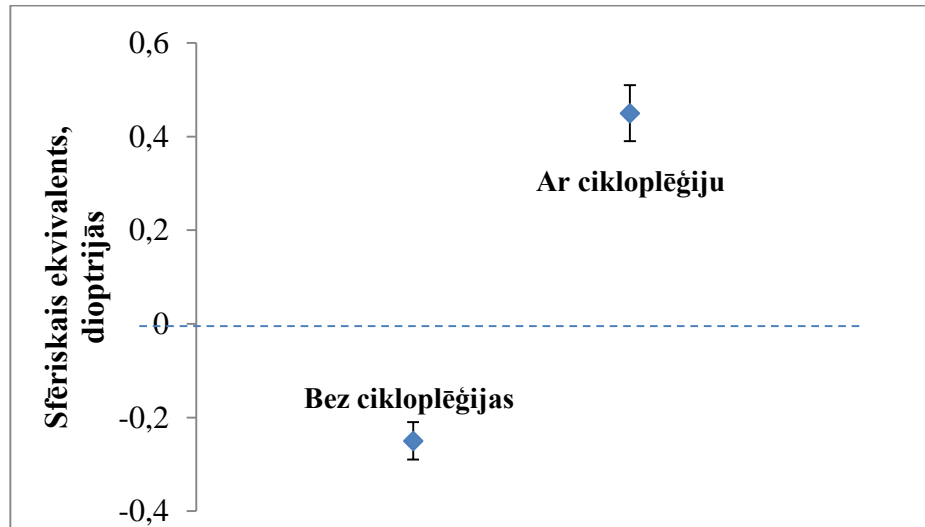 Sfēriskais ekvivalents,
dioptrijās
0,6
0,4
0,2
0
-0,2
-0,4
Ar cikloplēģiju
Bez cikloplēģijas